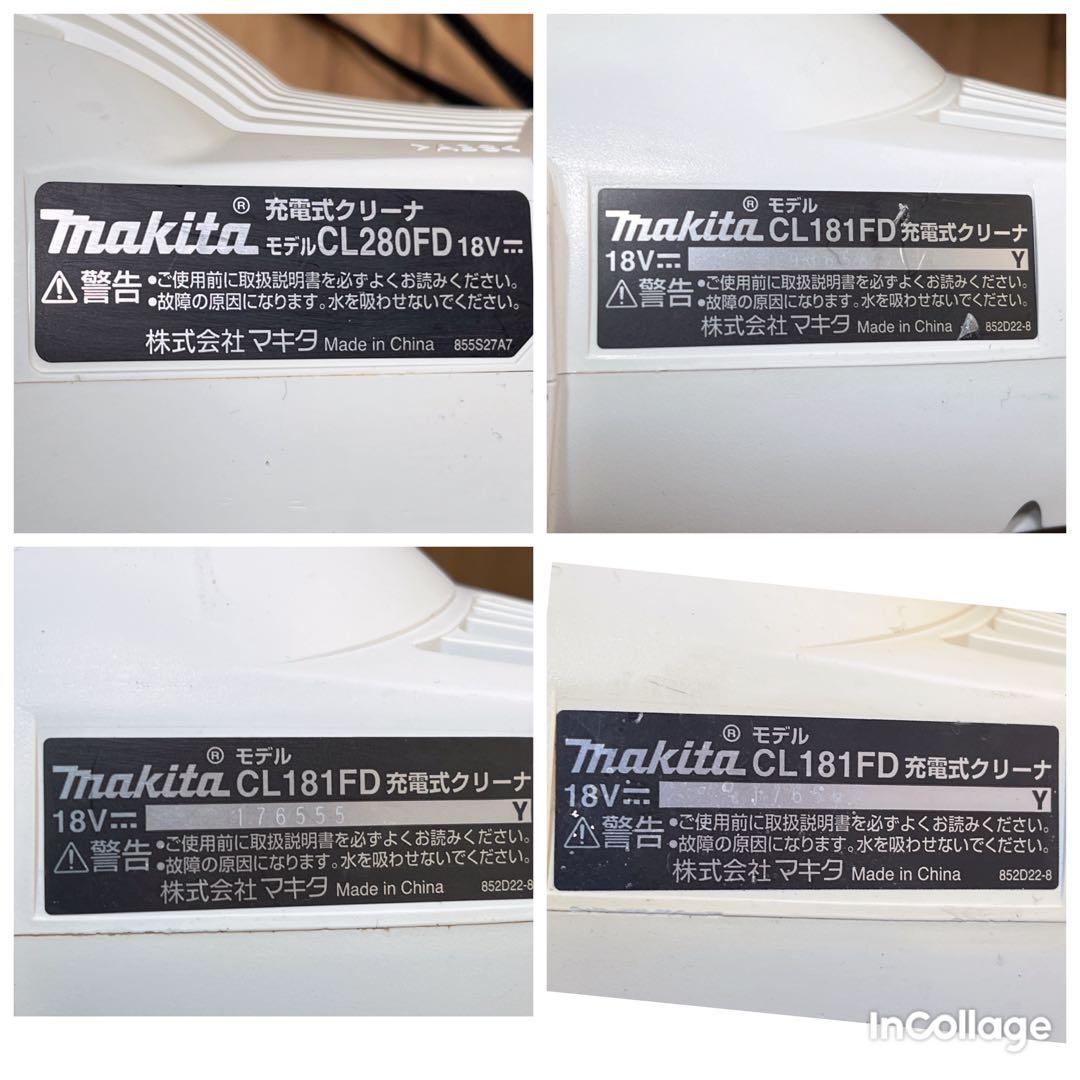 makita® 充電式クリーナ
モデルCL280FD 18V
警告 •ご使用前に取扱説明書を必ずよくお読みください。
•故障の原因になります。水を吸わせないでください。
株式会社マキタ Made in China 855S27A7
makita® モデル CL181FD 充電式クリーナ
18V Y
警告 •ご使用前に取扱説明書を必ずよくお読みください。
•故障の原因になります。水を吸わせないでください。
株式会社マキタ Made in China 852D22-8
makita® モデル CL181FD 充電式クリーナ
18V 176555 Y
警告 •ご使用前に取扱説明書を必ずよくお読みください。
•故障の原因になります。水を吸わせないでください。
株式会社マキタ Made in China 852D22-8
makita® モデル CL181FD 充電式クリーナ
18V Y
警告 •ご使用前に取扱説明書を必ずよくお読みください。
•故障の原因になります。水を吸わせないでください。
株式会社マキタ Made in China 852D22-8
InCollage